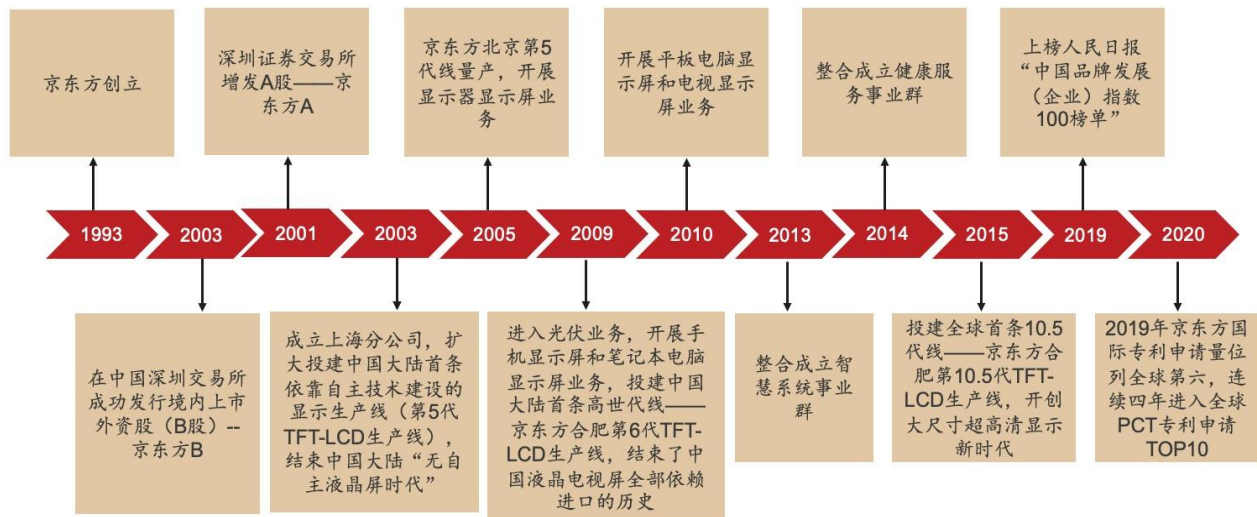 京东方创立
深圳证券交易所
增发A股——京
东方A
京东方北京第5
代线量产，开展
显示器显示屏业
务
开展平板电脑显
示屏和电视显示
屏业务
整合成立健康服
务事业群
上榜人民日报
“中国品牌发展
（企业）指数
100榜单”
1993
2003
2001
2003
2005
2009
2010
2013
2014
2015
2019
2020
在中国深圳交易所
成功发行境内上市
外资股（B股）--
京东方B
成立上海分公司，扩
大投建中国大陆首条
依靠自主技术建设的
显示生产线（第5代
TFT-LCD生产线），
结束中国大陆“无自
主液晶屏时代”
进入光伏业务，开展手
机显示屏和笔记本电脑
显示屏业务，投建中国
大陆首条高世代线——
京东方合肥第6代TFT-
LCD生产线，结束了中
国液晶电视屏全部依赖
进口的历史
整合成立智
慧系统事业
群
投建全球首条10.5
代线——京东方合
肥第10.5代TFT-
LCD生产线，开创
大尺寸超高清显示
新时代
2019年京东方国
际专利申请量位
列全球第六，连
续四年进入全球
PCT专利申请
TOP10